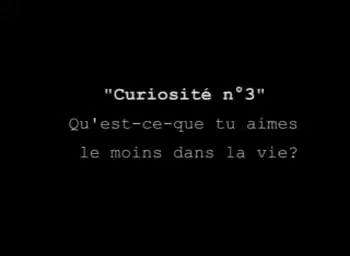 "Curiosité n°3"
Qu'est-ce-que tu aimes
le moins dans la vie?